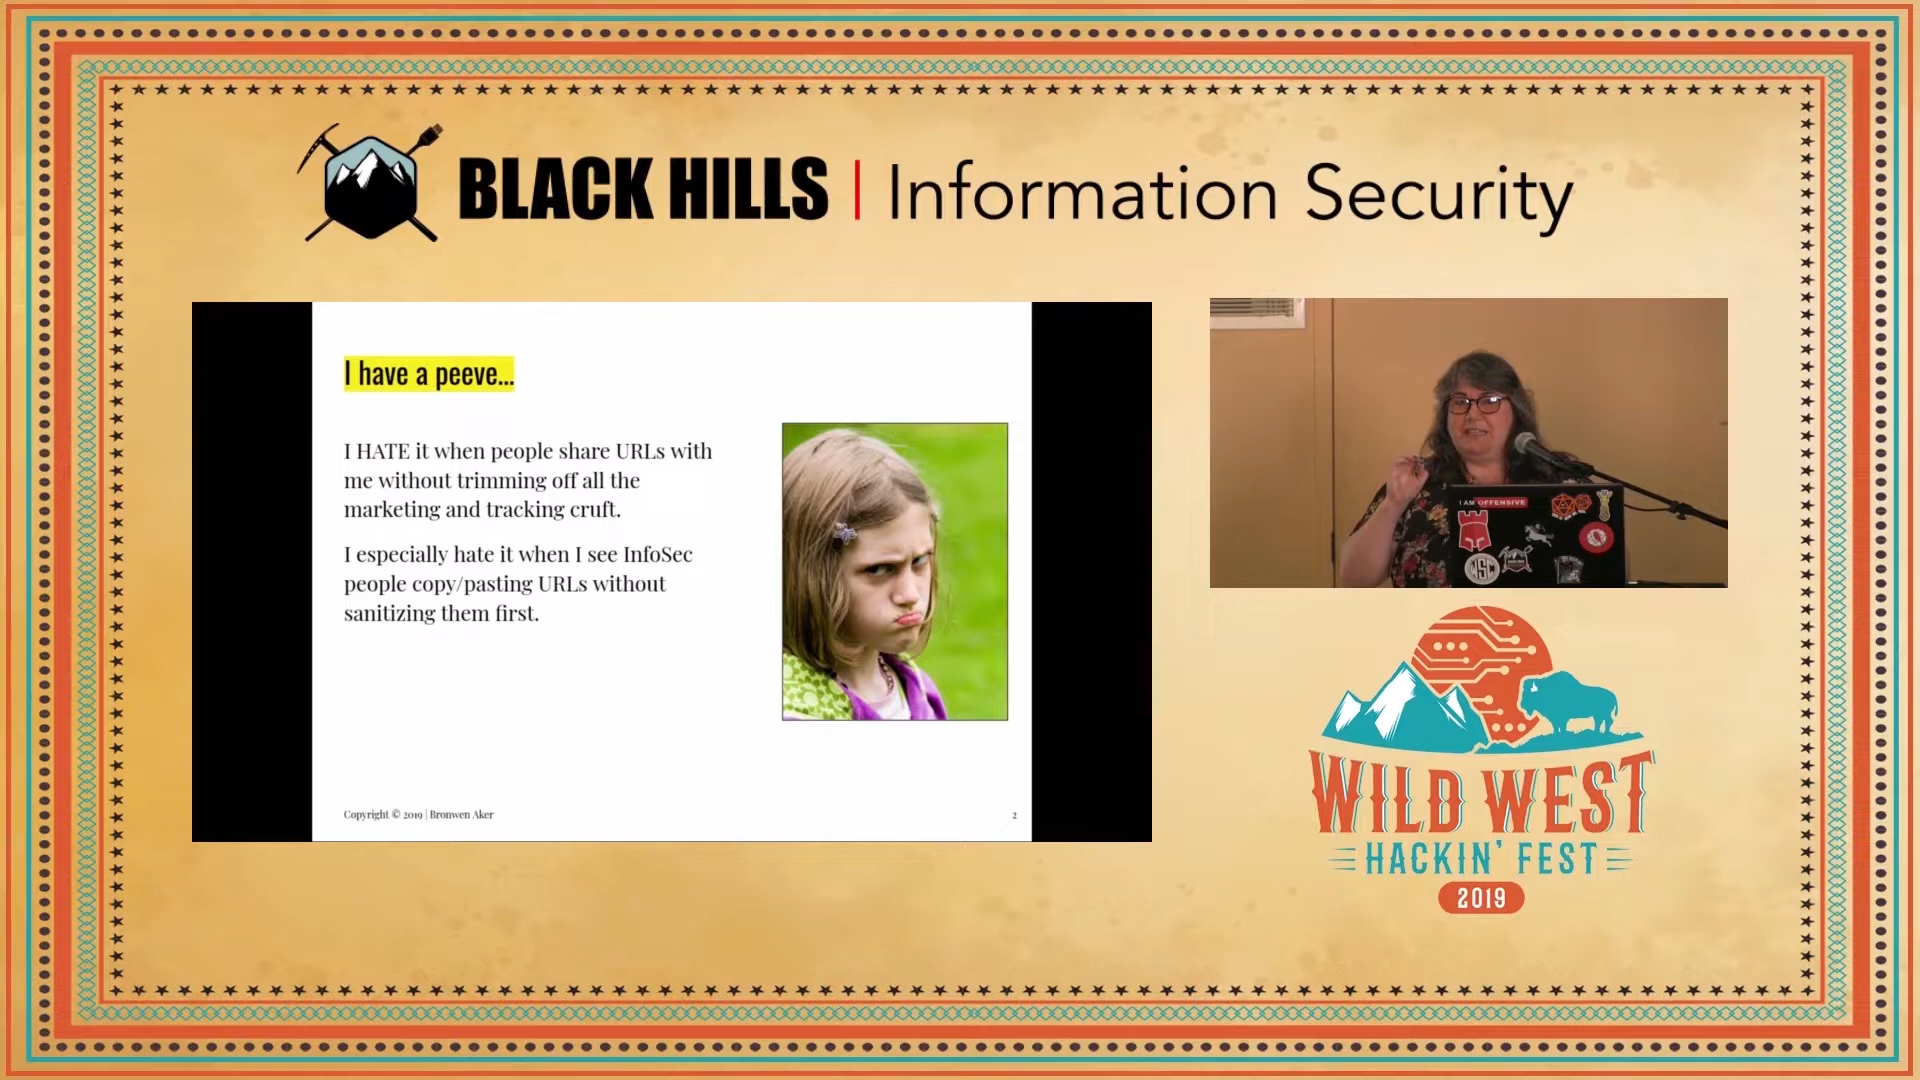 BLACK HILLS | Information Security
I have a peeve...
I HATE it when people share URLs with
me without trimming off all the
marketing and tracking cruft.
I especially hate it when I see InfoSec
people copy/pasting URLs without
sanitizing them first.
Copyright © 2019 | Bronwen Aker
2
I AM OFFENSIVE
WSC
WILD WEST
HACKIN' FEST
2019